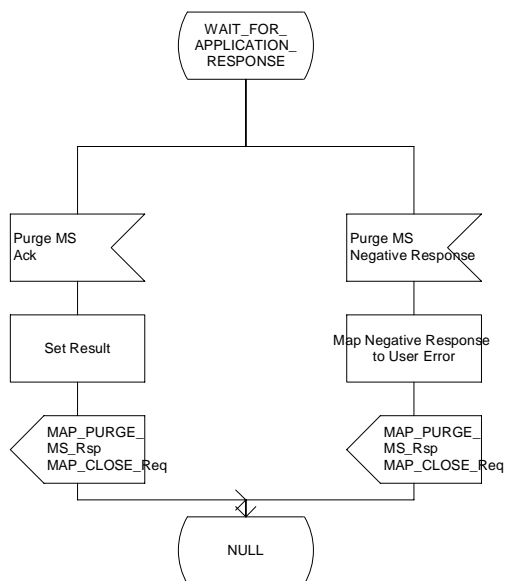 WAIT_FOR_
APPLICATION_
RESPONSE
Purge MS
Ack
Purge MS
Negative Response
Set Result
Map Negative Response
to User Error
MAP_PURGE_
MS_Rsp
MAP_CLOSE_Req
MAP_PURGE_
MS_Rsp
MAP_CLOSE_Req
NULL